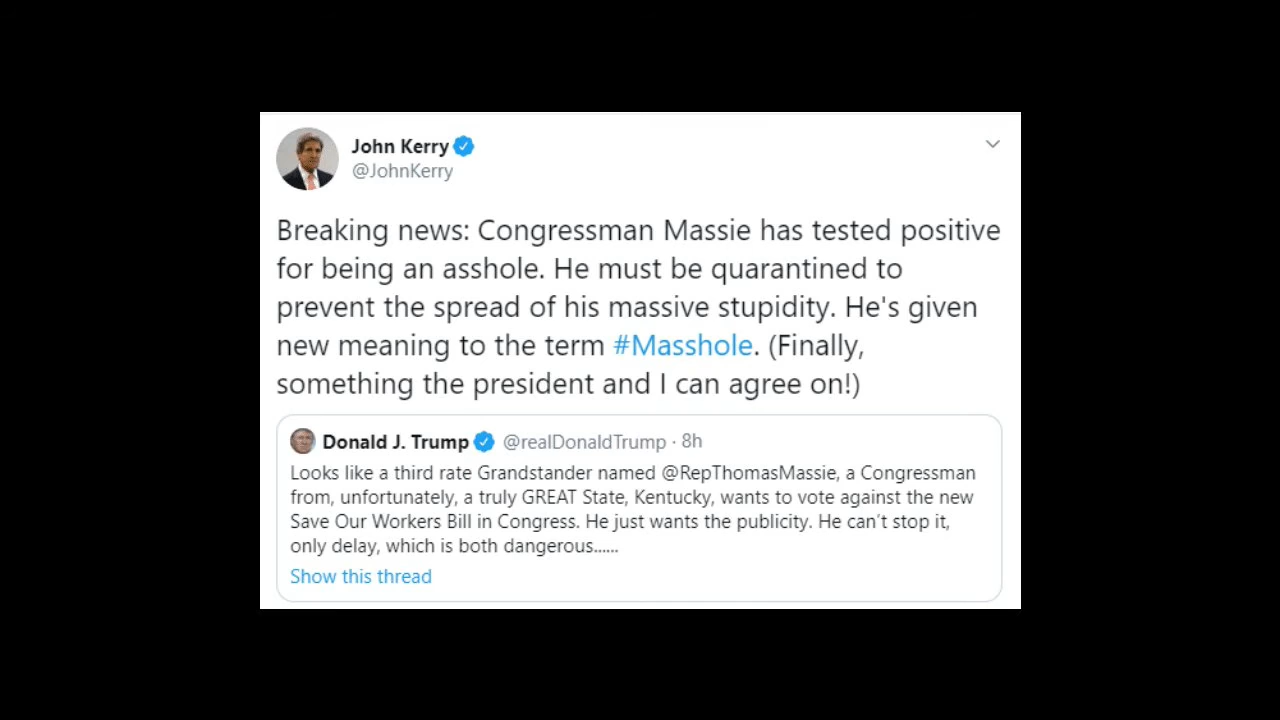 John Kerry
@JohnKerry
Breaking news: Congressman Massie has tested positive
for being an asshole. He must be quarantined to
prevent the spread of his massive stupidity. He's given
new meaning to the term #Masshole. (Finally,
something the president and I can agree on!)
Donald J. Trump @realDonaldTrump · 8h
Looks like a third rate Grandstander named @RepThomasMassie, a Congressman
from, unfortunately, a truly GREAT State, Kentucky, wants to vote against the new
Save Our Workers Bill in Congress. He just wants the publicity. He can’t stop it,
only delay, which is both dangerous......
Show this thread